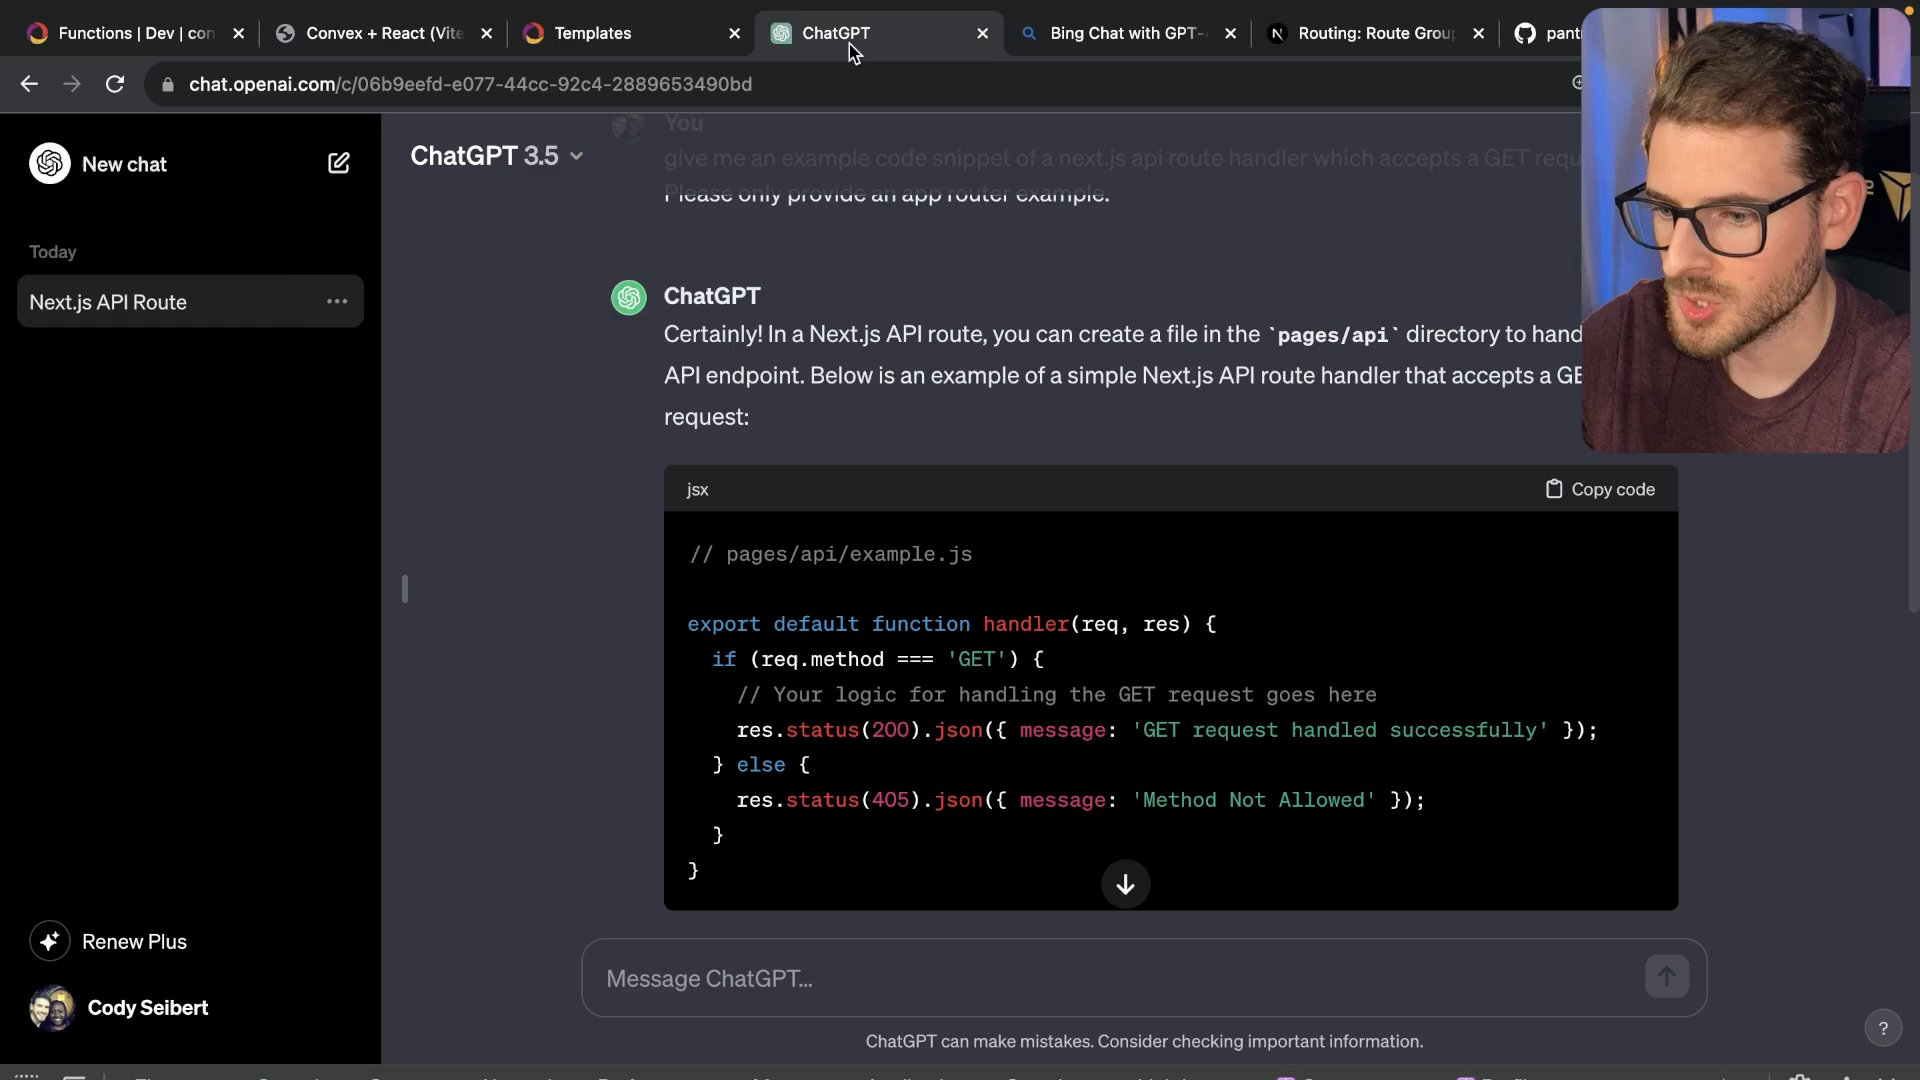 Functions | Dev | con
Convex + React (Vite
Templates
ChatGPT
Bing Chat with GPT-
Routing: Route Grou
pant
chat.openai.com/c/06b9eefd-e077-44cc-92c4-2889653490bd
New chat
ChatGPT 3.5
Today
Next.js API Route
You
give me an example code snippet of a next.js api route handler which accepts a GET requ
Please only provide an app router example.
ChatGPT
Certainly! In a Next.js API route, you can create a file in the `pages/api` directory to hand
API endpoint. Below is an example of a simple Next.js API route handler that accepts a GE
request:
jsx
Copy code
// pages/api/example.js
export default function handler(req, res) {
if (req.method === 'GET') {
// Your logic for handling the GET request goes here
res.status(200).json({ message: 'GET request handled successfully' });
} else {
res.status(405).json({ message: 'Method Not Allowed' });
}
}
Renew Plus
Cody Seibert
Message ChatGPT...
ChatGPT can make mistakes. Consider checking important information.
?